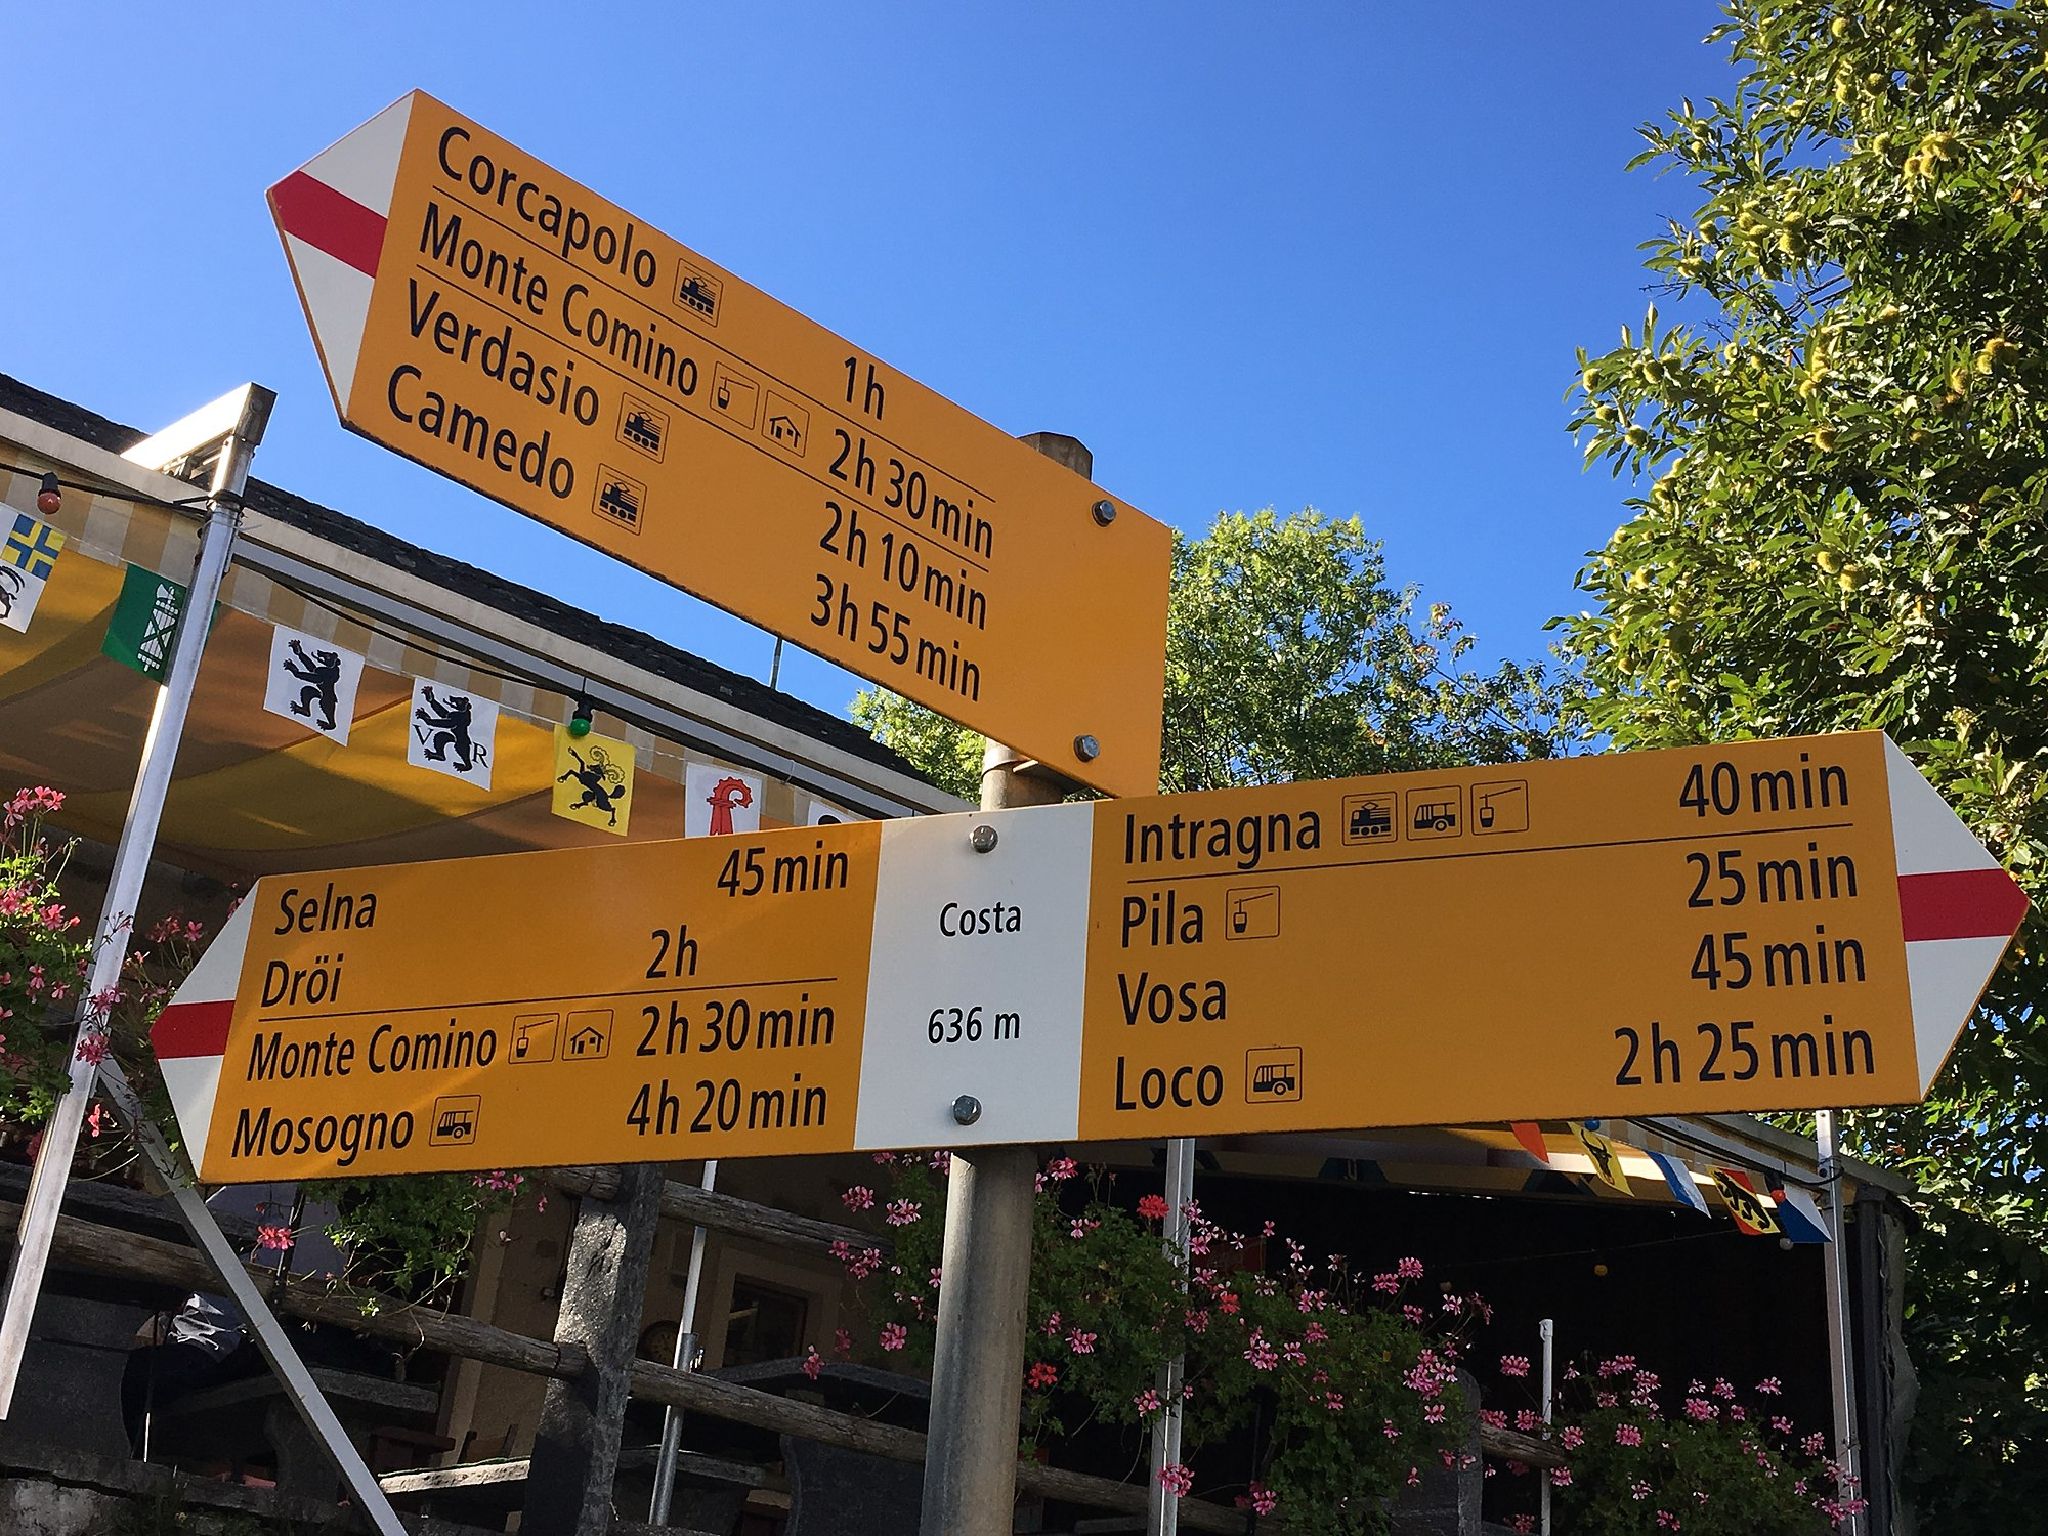 Corcapolo 1h
Monte Comino 2h 30min
Verdasio 2h 10min
Camedo 3h 55min
Selna 45min
Dröi 2h
Monte Comino 2h 30min
Mosogno 4h 20min
Costa
636 m
Intragna 40min
Pila 25min
Vosa 45min
Loco 2h 25min
V R